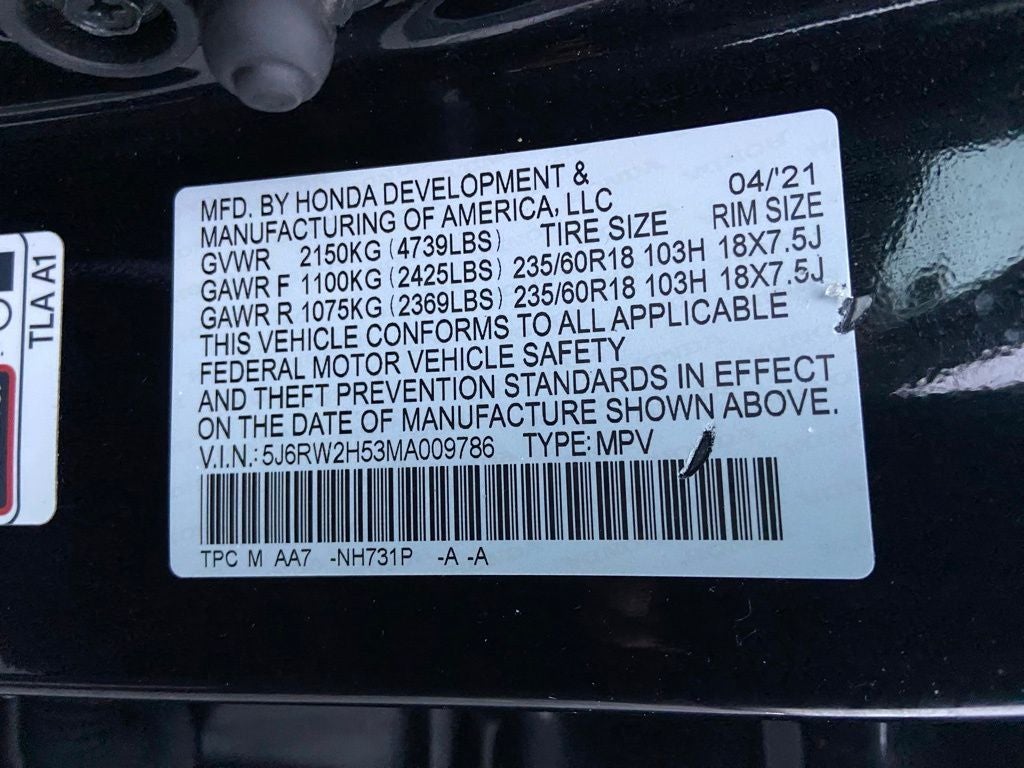 MFD. BY HONDA DEVELOPMENT & 04/'21
MANUFACTURING OF AMERICA, LLC
GVWR 2150KG (4739LBS) TIRE SIZE RIM SIZE
GAWR F 1100KG (2425LBS) 235/60R18 103H 18X7.5J
GAWR R 1075KG (2369LBS) 235/60R18 103H 18X7.5J
THIS VEHICLE CONFORMS TO ALL APPLICABLE
FEDERAL MOTOR VEHICLE SAFETY
AND THEFT PREVENTION STANDARDS IN EFFECT
ON THE DATE OF MANUFACTURE SHOWN ABOVE.
V.I.N.: 5J6RW2H53MA009786 TYPE: MPV
TPC M AA7 -NH731P -A -A
TLA A1